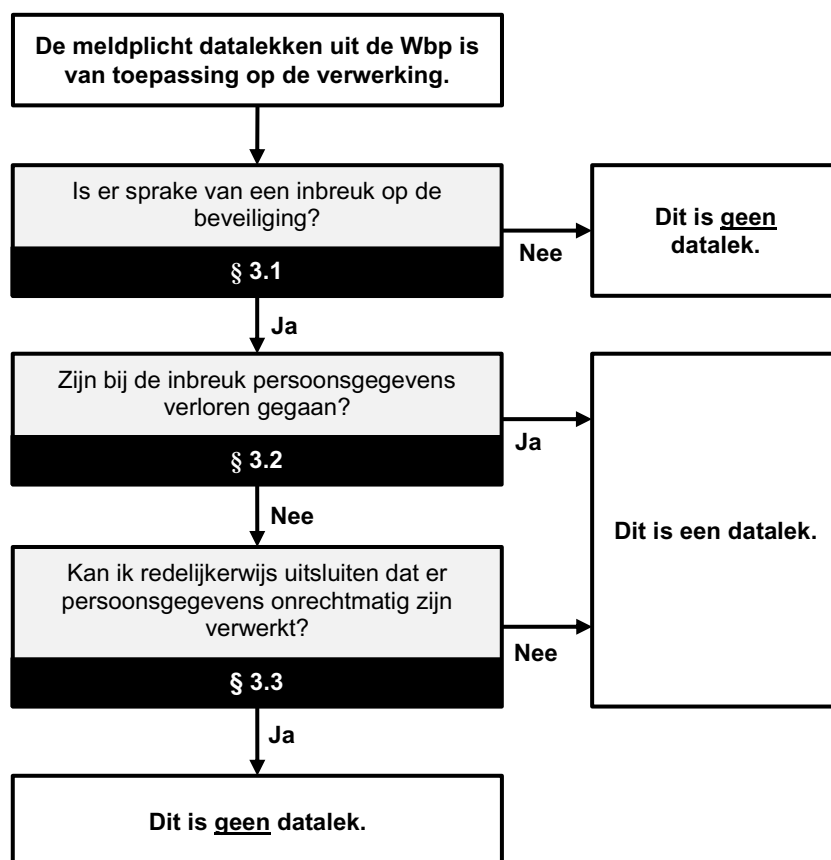 De meldplicht datalekken uit de Wbp is
van toepassing op de verwerking.
Is er sprake van een inbreuk op de
beveiliging?
§ 3.1
Nee
Dit is geen
datalek.
Ja
Zijn bij de inbreuk persoonsgegevens
verloren gegaan?
§ 3.2
Ja
Dit is een datalek.
Nee
Kan ik redelijkerwijs uitsluiten dat er
persoonsgegevens onrechtmatig zijn
verwerkt?
§ 3.3
Nee
Ja
Dit is geen datalek.